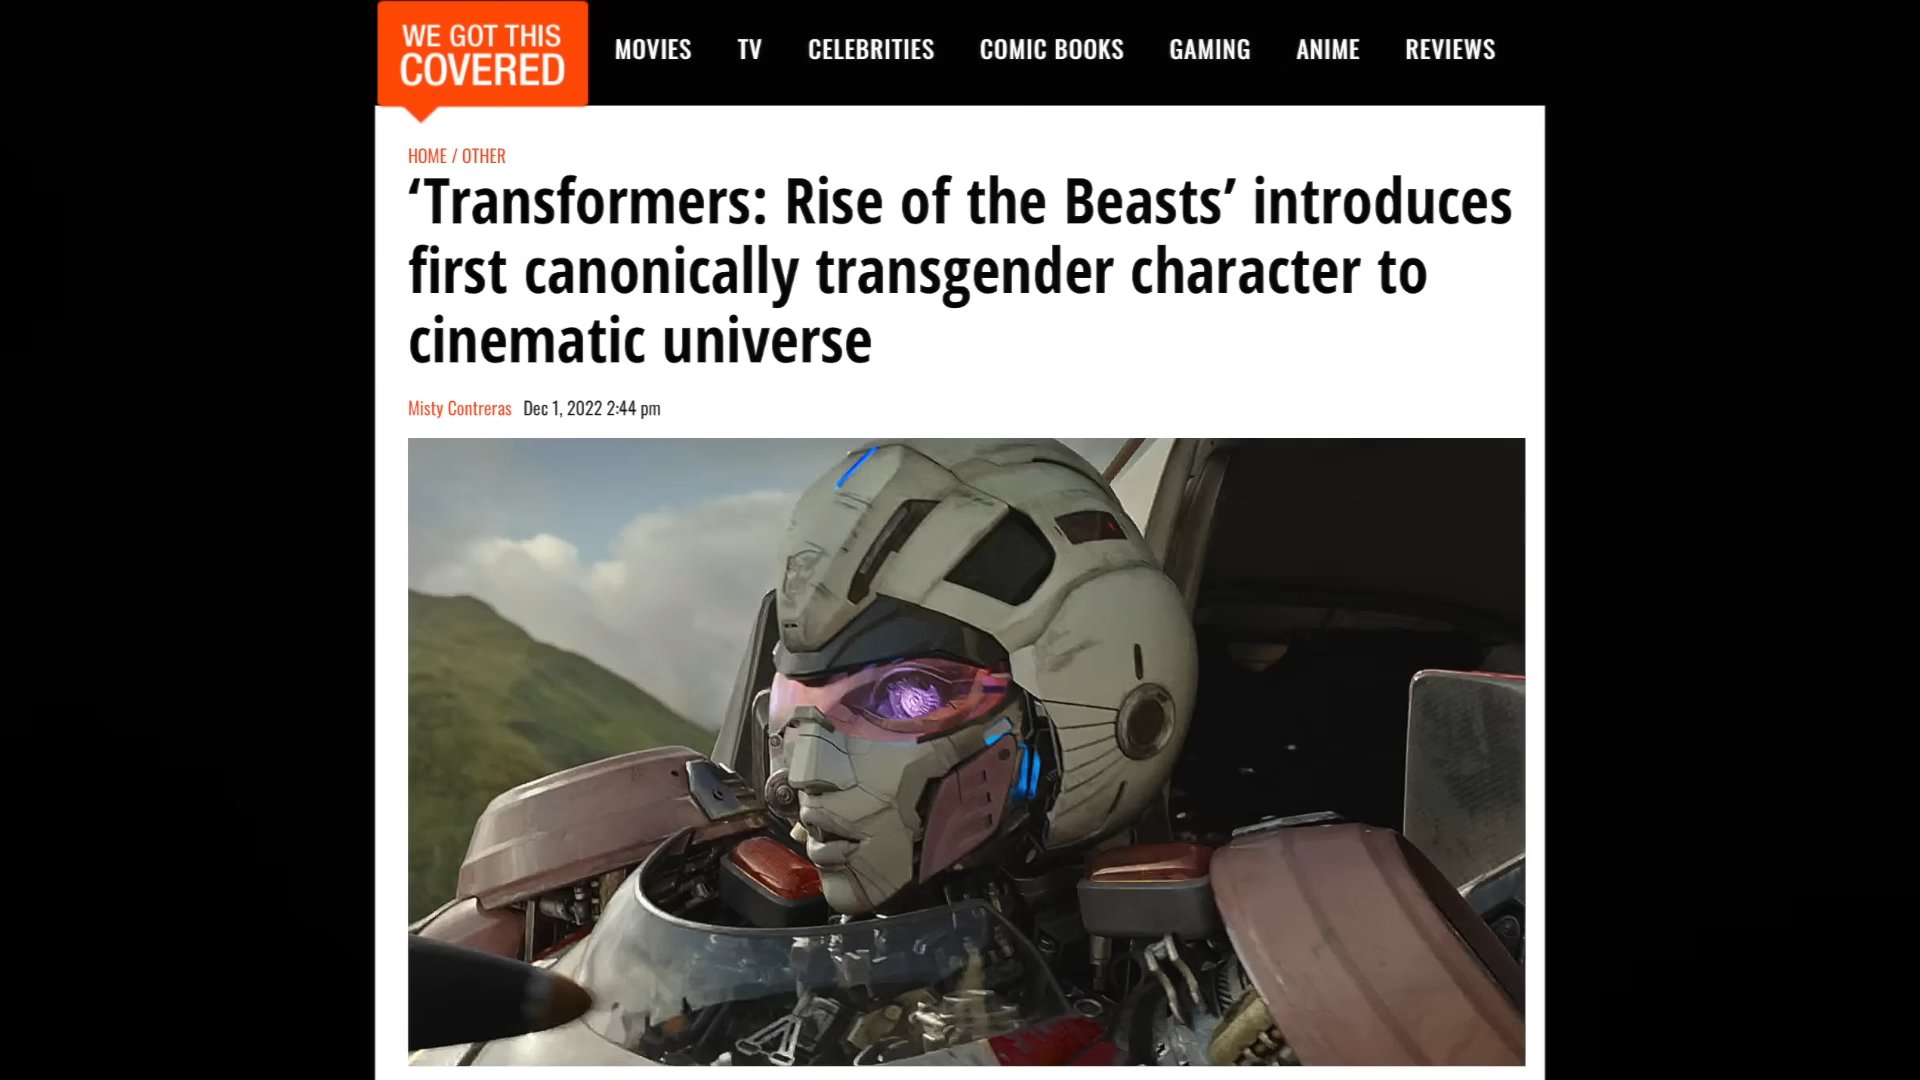 WE GOT THIS
COVERED
MOVIES TV CELEBRITIES COMIC BOOKS GAMING ANIME REVIEWS
HOME / OTHER
‘Transformers: Rise of the Beasts’ introduces
first canonically transgender character to
cinematic universe
Misty Contreras Dec 1, 2022 2:44 pm